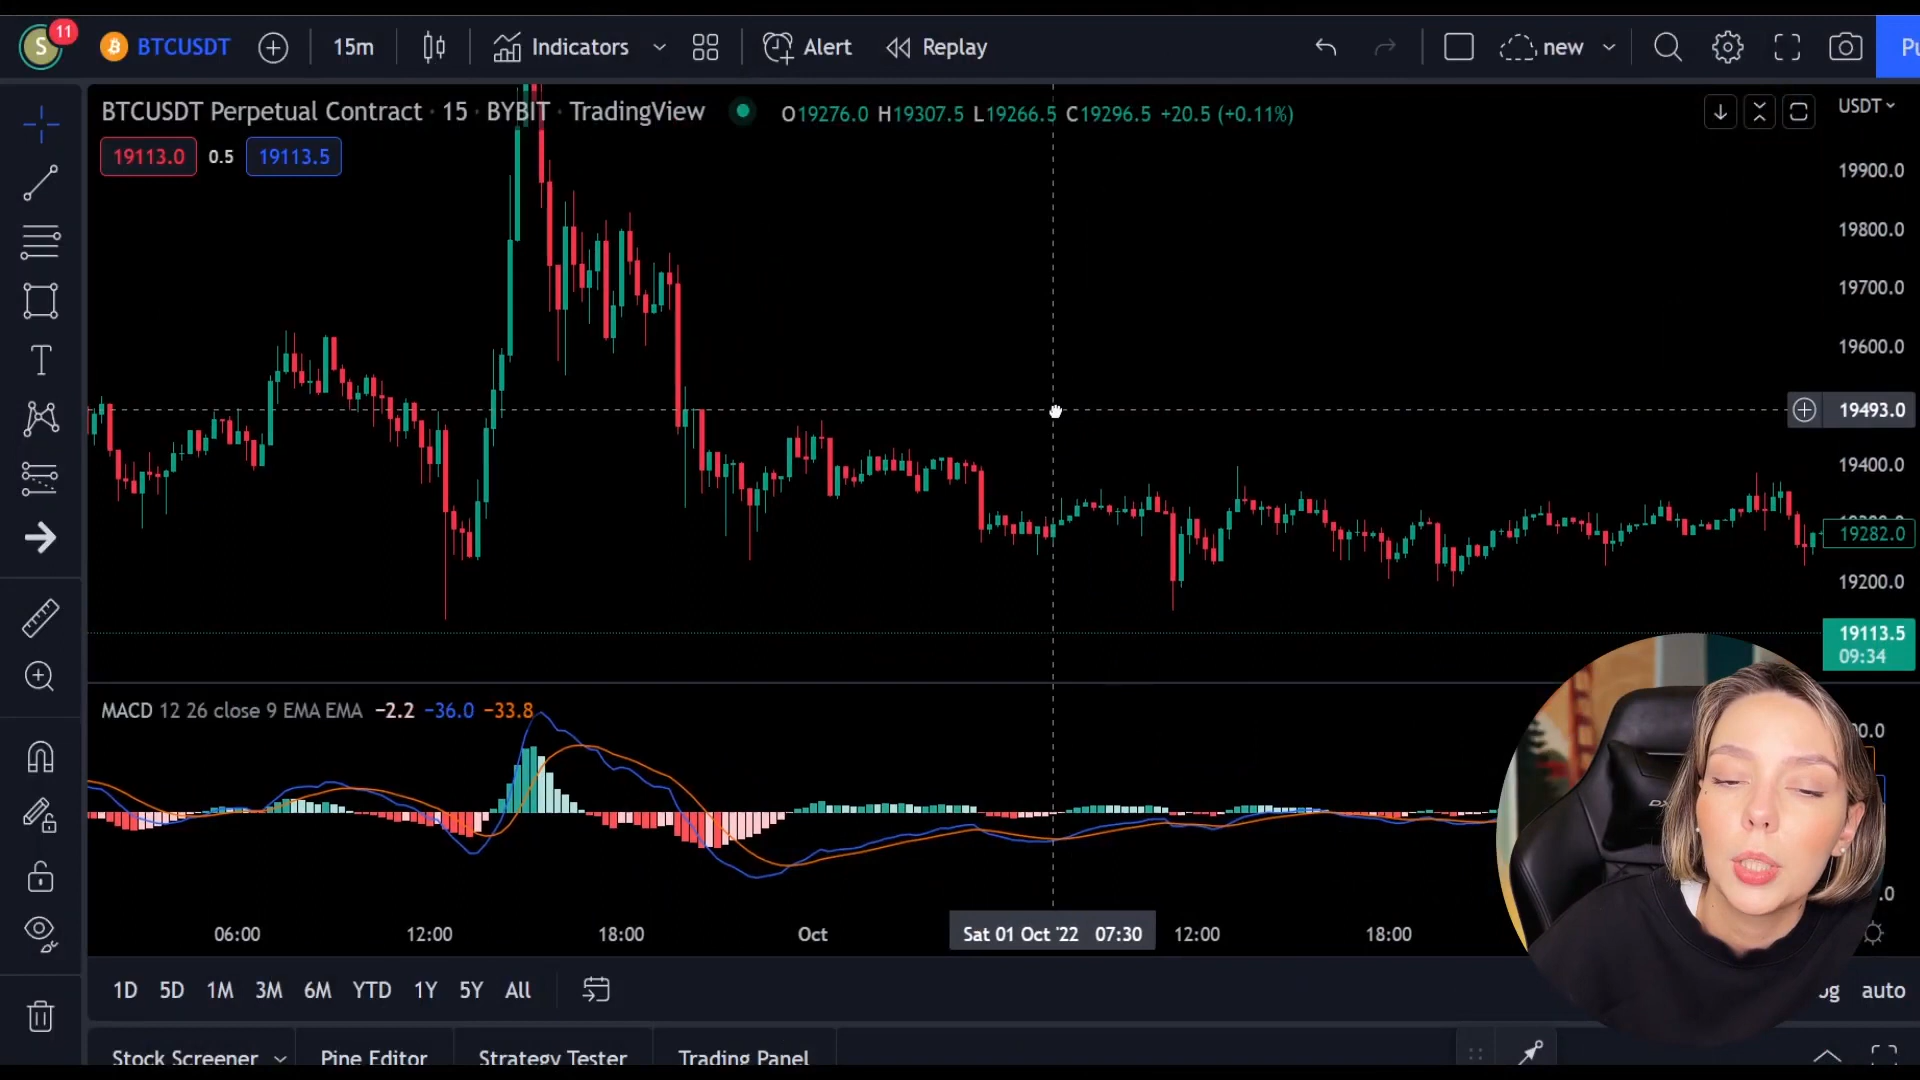 S 11 BTCUSDT 15m Indicators Alert Replay new
BTCUSDT Perpetual Contract · 15 · BYBIT · TradingView O19276.0 H19307.5 L19266.5 C19296.5 +20.5 (+0.11%) USDT
19113.0 0.5 19113.5
19900.0
19800.0
19700.0
19600.0
19493.0
19400.0
19282.0
19200.0
19113.5
09:34
MACD 12 26 close 9 EMA EMA −2.2 −36.0 −33.8
06:00 12:00 18:00 Oct Sat 01 Oct '22 07:30 12:00 18:00
1D 5D 1M 3M 6M YTD 1Y 5Y All auto
Stock Screener Pine Editor Strategy Tester Trading Panel